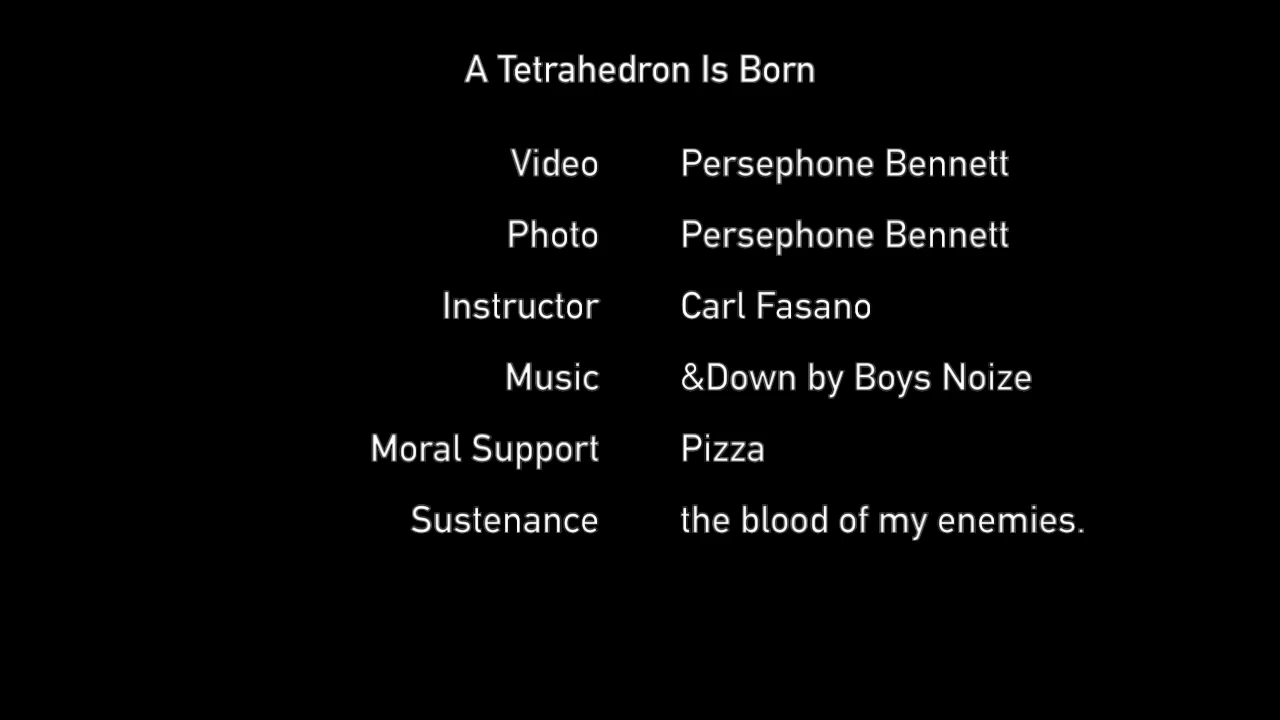 A Tetrahedron Is Born
Video Persephone Bennett
Photo Persephone Bennett
Instructor Carl Fasano
Music &Down by Boys Noize
Moral Support Pizza
Sustenance the blood of my enemies.